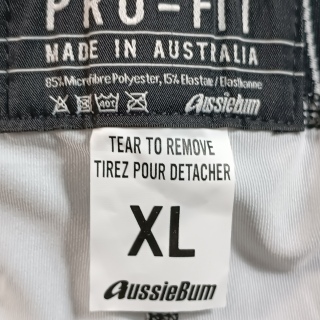 PRO-FIT
MADE IN AUSTRALIA
85% Microfibre Polyester, 15% Elastane / Elasthanne
40°
aussieBum
TEAR TO REMOVE
TIREZ POUR DETACHER
XL
aussieBum